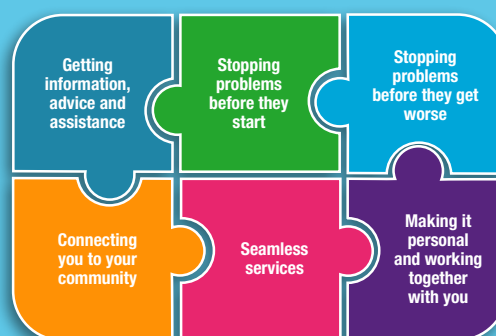 Getting
information,
advice and
assistance
Stopping
problems
before they
start
Stopping
problems
before they get
worse
Connecting
you to your
community
Seamless
services
Making it
personal
and working
together
with you